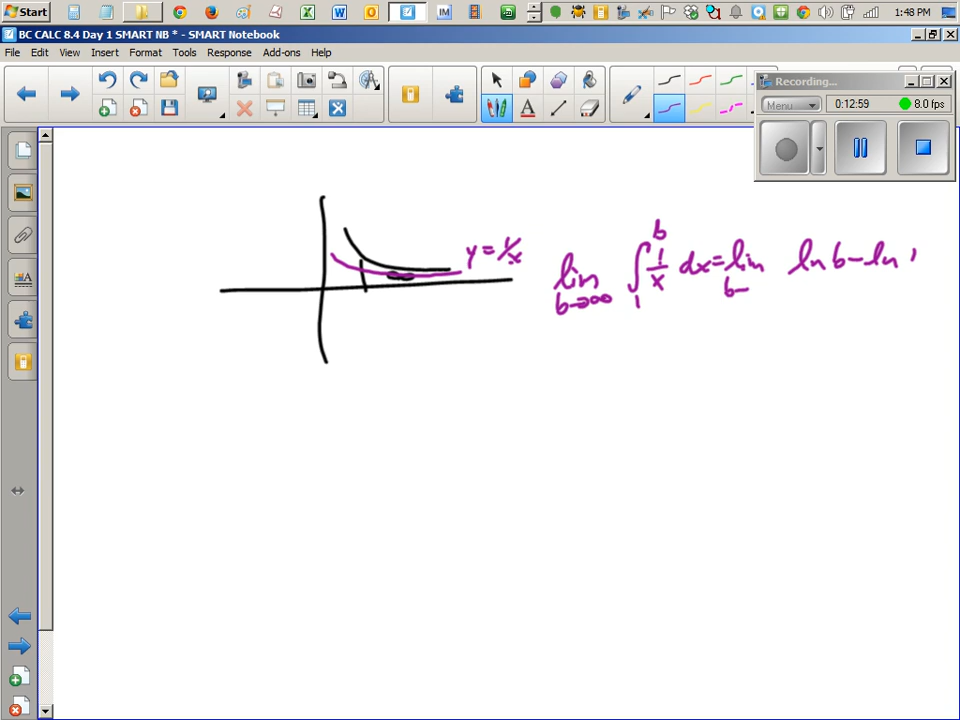 Start
1:48 PM
BC CALC 8.4 Day 1 SMART NB * - SMART Notebook
File Edit View Insert Format Tools Response Add-ons Help
Recording...
Menu 0:12:59 8.0 fps
y = 1/x
lim b→∞ ∫₁ᵇ 1/x dx = lim b– ln b – ln 1